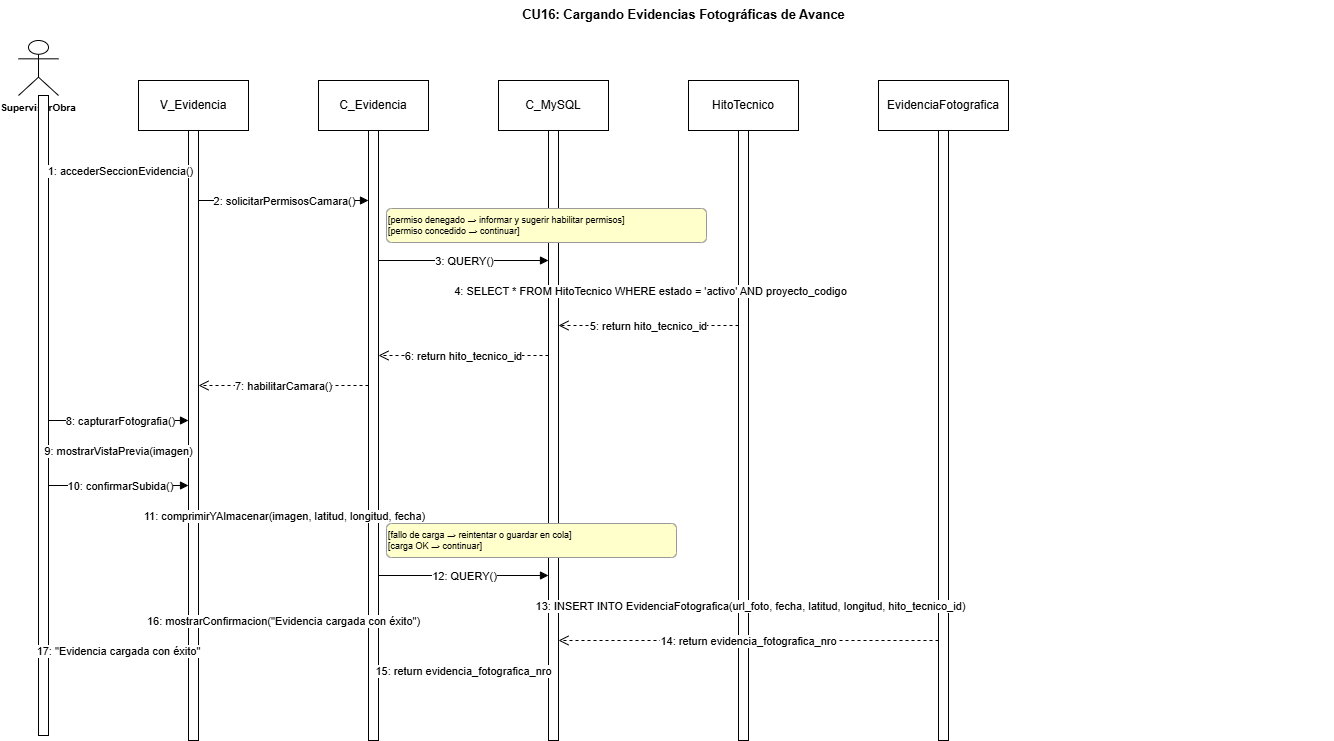 CU16: Cargando Evidencias Fotográficas de Avance
V_Evidencia
C_Evidencia
C_MySQL
HitoTecnico
EvidenciaFotografica
1: accederSeccionEvidencia()
2: solicitarPermisosCamara()
[permiso denegado → informar y sugerir habilitar permisos]
[permiso concedido → continuar]
3: QUERY()
4: SELECT * FROM HitoTecnico WHERE estado = 'activo' AND proyecto_codigo
5: return hito_tecnico_id
6: return hito_tecnico_id
7: habilitarCamara()
8: capturarFotografia()
9: mostrarVistaPrevia(imagen)
10: confirmarSubida()
11: comprimirYAlmacenar(imagen, latitud, longitud, fecha)
[fallo de carga → reintentar o guardar en cola]
[carga OK → continuar]
12: QUERY()
13: INSERT INTO EvidenciaFotografica(url_foto, fecha, latitud, longitud, hito_tecnico_id)
16: mostrarConfirmacion("Evidencia cargada con éxito")
14: return evidencia_fotografica_nro
17: "Evidencia cargada con éxito"
15: return evidencia_fotografica_nro